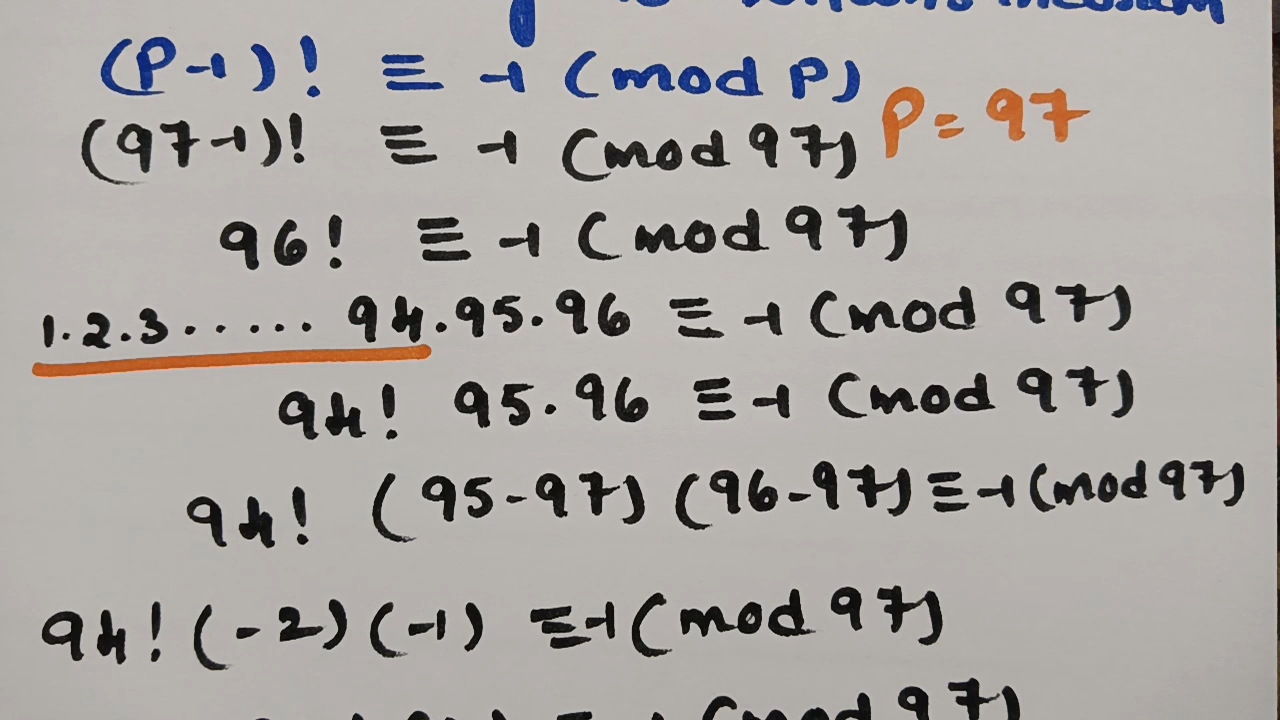 (P-1)! ≡ -1 (mod P)
P = 97
(97-1)! ≡ -1 (mod 97)
96! ≡ -1 (mod 97)
1.2.3...... 94.95.96 ≡ -1 (mod 97)
94! 95.96 ≡ -1 (mod 97)
94! (95-97) (96-97) ≡ -1 (mod 97)
94! (-2) (-1) ≡ -1 (mod 97)
(mod 97)